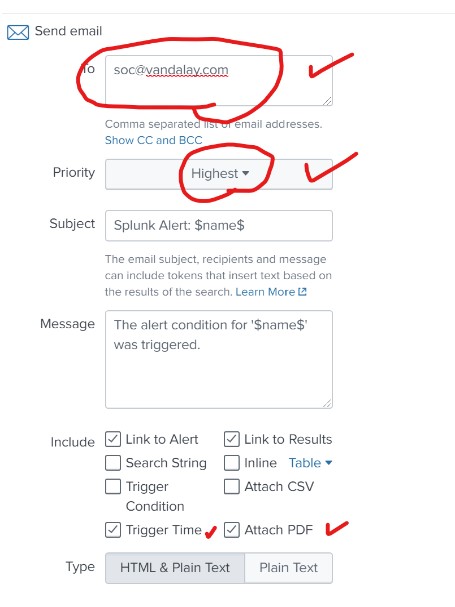 Send email
To soc@vandalay.com
Comma separated list of email addresses.
Show CC and BCC
Priority Highest
Subject Splunk Alert: $name$
The email subject, recipients and message
can include tokens that insert text based on
the results of the search. Learn More
Message The alert condition for '$name$'
was triggered.
Include Link to Alert Link to Results
Search String Inline Table
Trigger
Condition Attach CSV
Trigger Time Attach PDF
Type HTML & Plain Text Plain Text